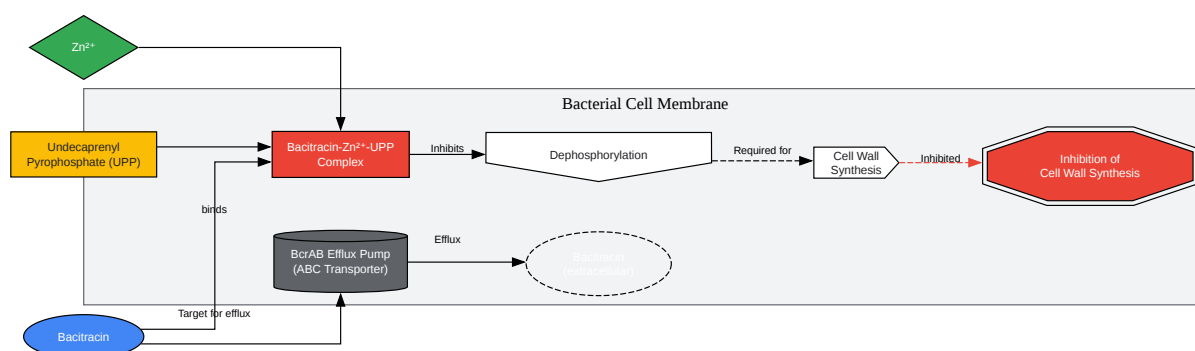 Zn²⁺
Bacterial Cell Membrane
Undecaprenyl
Pyrophosphate (UPP)
Bacitracin-Zn²⁺-UPP
Complex
Inhibits
Dephosphorylation
Required for
Cell Wall
Synthesis
Inhibited
Inhibition of
Cell Wall Synthesis
binds
BcrAB Efflux Pump
(ABC Transporter)
Efflux
Bacitracin
(extracellular)
Target for efflux
Bacitracin